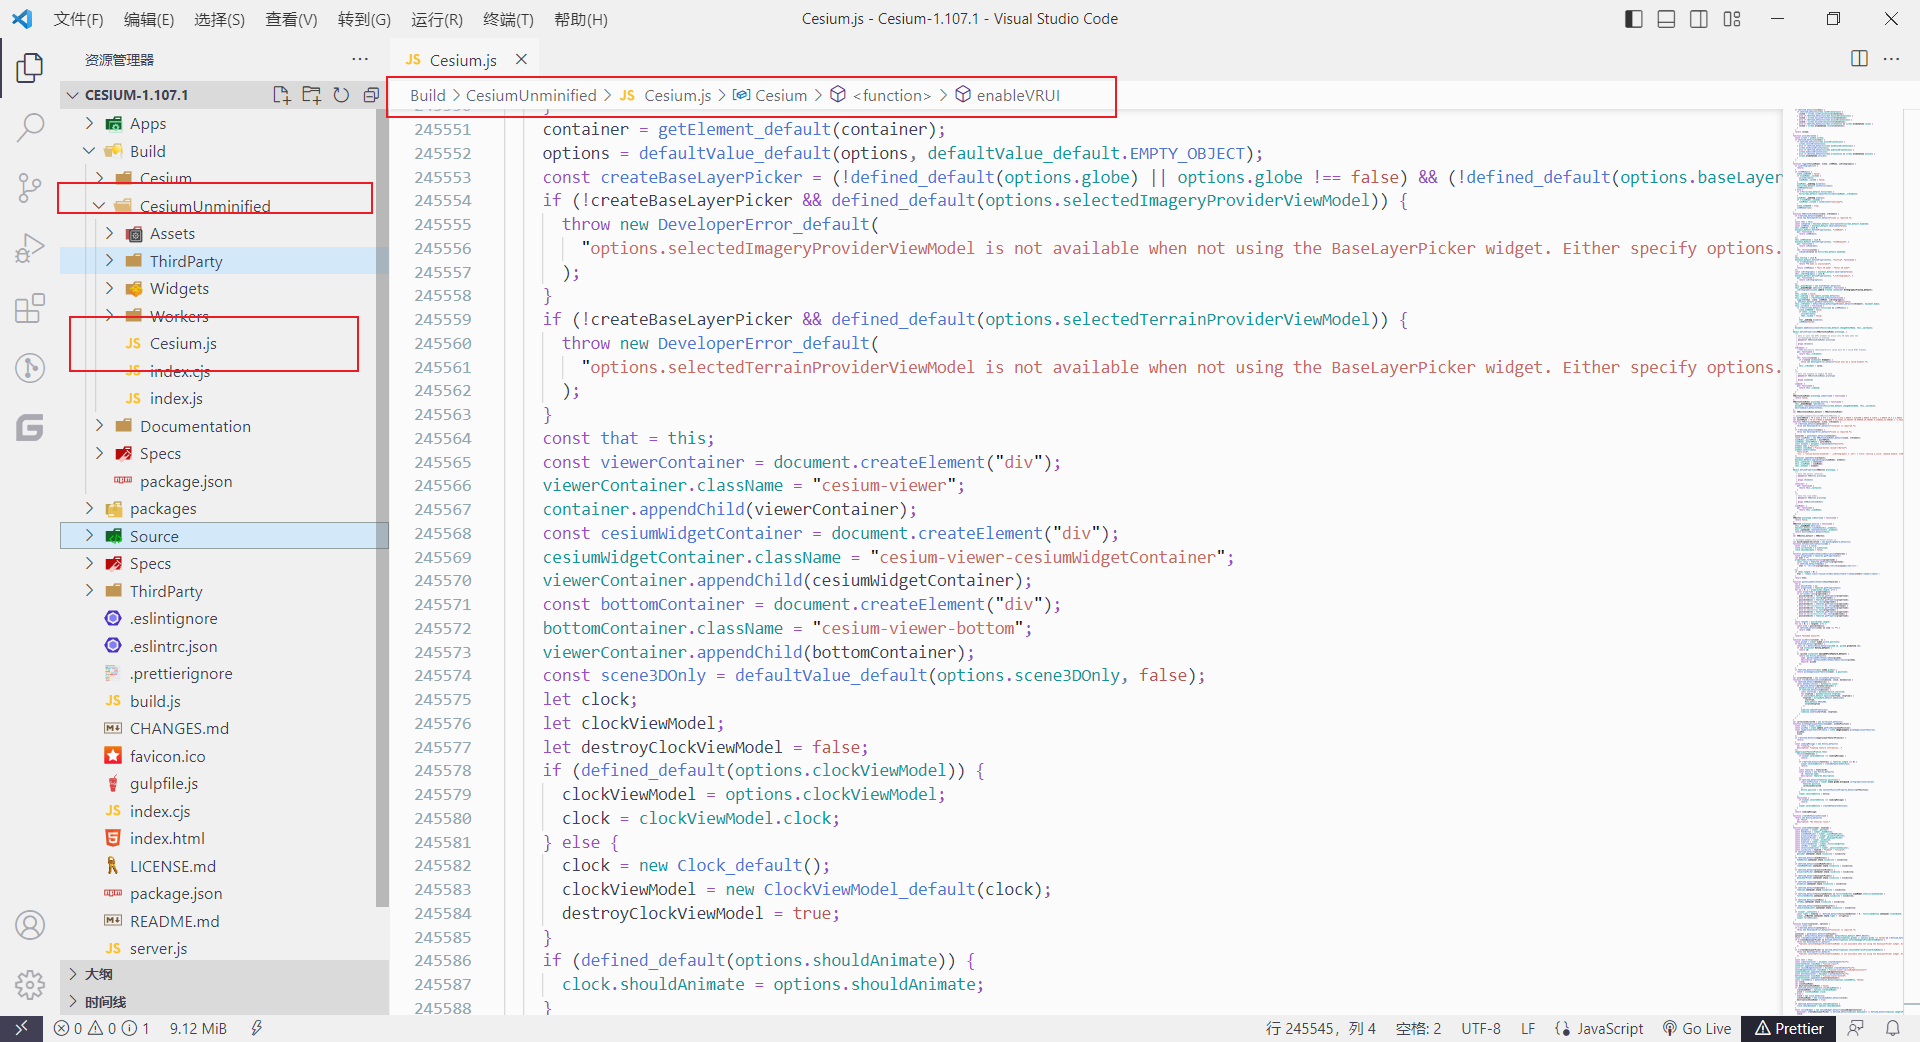 文件(F) 编辑(E) 选择(S) 查看(V) 转到(G) 运行(R) 终端(T) 帮助(H) Cesium.js - Cesium-1.107.1 - Visual Studio Code
资源管理器
CESIUM-1.107.1
Apps
Build
Cesium
CesiumUnminified
Assets
ThirdParty
Widgets
Workers
JS Cesium.js
JS index.cjs
JS index.js
Documentation
Specs
package.json
packages
Source
Specs
ThirdParty
.eslintignore
.eslintrc.json
.prettierignore
JS build.js
CHANGES.md
favicon.ico
gulpfile.js
JS index.cjs
index.html
LICENSE.md
package.json
README.md
JS server.js
大纲
时间线
JS Cesium.js
Build > CesiumUnminified > JS Cesium.js > Cesium > <function> > enableVRUI
245551 container = getElement_default(container);
245552 options = defaultValue_default(options, defaultValue_default.EMPTY_OBJECT);
245553 const createBaseLayerPicker = (!defined_default(options.globe) || options.globe !== false) && (!defined_default(options.baseLayer
245554 if (!createBaseLayerPicker && defined_default(options.selectedImageryProviderViewModel)) {
245555 throw new DeveloperError_default(
245556 "options.selectedImageryProviderViewModel is not available when not using the BaseLayerPicker widget. Either specify options.
245557 );
245558 }
245559 if (!createBaseLayerPicker && defined_default(options.selectedTerrainProviderViewModel)) {
245560 throw new DeveloperError_default(
245561 "options.selectedTerrainProviderViewModel is not available when not using the BaseLayerPicker widget. Either specify options.
245562 );
245563 }
245564 const that = this;
245565 const viewerContainer = document.createElement("div");
245566 viewerContainer.className = "cesium-viewer";
245567 container.appendChild(viewerContainer);
245568 const cesiumWidgetContainer = document.createElement("div");
245569 cesiumWidgetContainer.className = "cesium-viewer-cesiumWidgetContainer";
245570 viewerContainer.appendChild(cesiumWidgetContainer);
245571 const bottomContainer = document.createElement("div");
245572 bottomContainer.className = "cesium-viewer-bottom";
245573 viewerContainer.appendChild(bottomContainer);
245574 const scene3DOnly = defaultValue_default(options.scene3DOnly, false);
245575 let clock;
245576 let clockViewModel;
245577 let destroyClockViewModel = false;
245578 if (defined_default(options.clockViewModel)) {
245579 clockViewModel = options.clockViewModel;
245580 clock = clockViewModel.clock;
245581 } else {
245582 clock = new Clock_default();
245583 clockViewModel = new ClockViewModel_default(clock);
245584 destroyClockViewModel = true;
245585 }
245586 if (defined_default(options.shouldAnimate)) {
245587 clock.shouldAnimate = options.shouldAnimate;
245588 }
0 0 1 9.12 MiB 行 245545，列 4 空格: 2 UTF-8 LF JavaScript Go Live Prettier